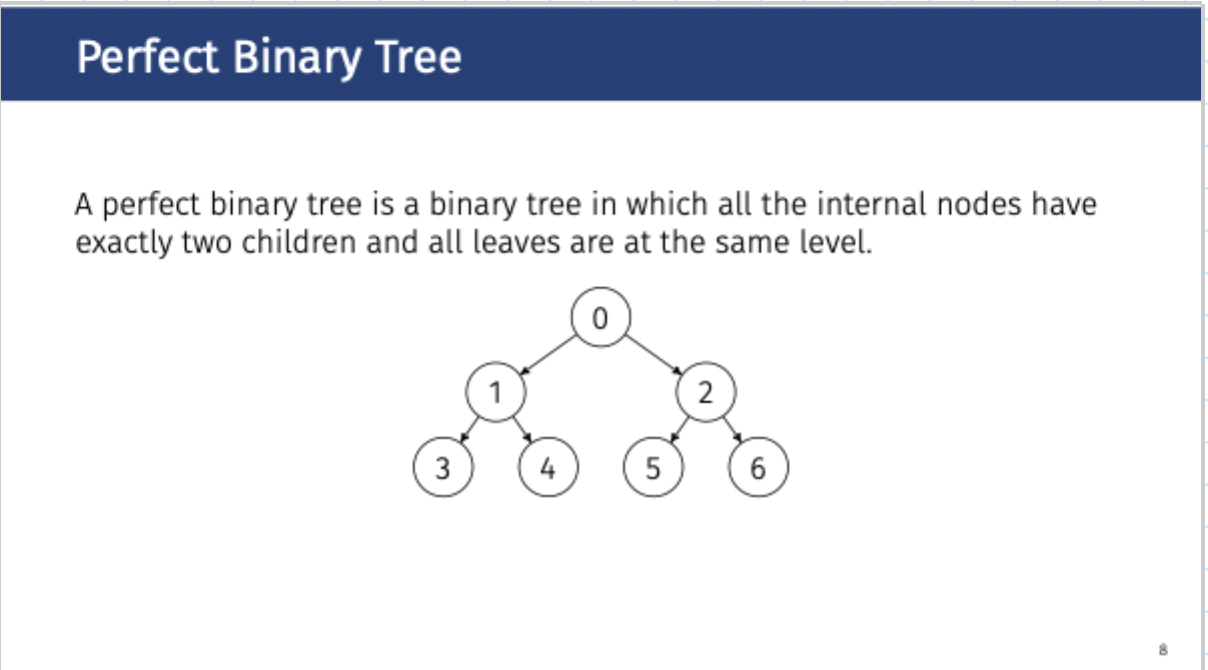 Perfect Binary Tree
A perfect binary tree is a binary tree in which all the internal nodes have
exactly two children and all leaves are at the same level.
0
1 2
3 4 5 6
8